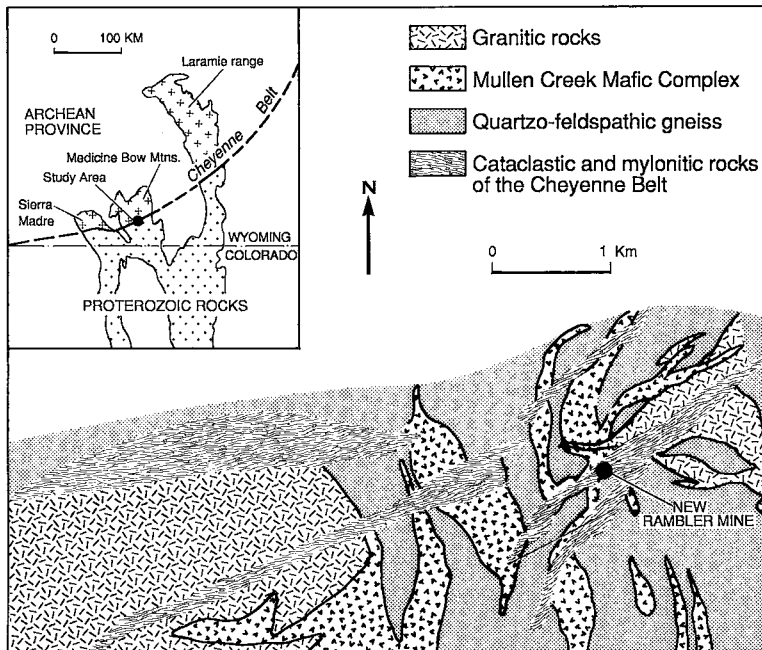 0 100 KM
Laramie range
ARCHEAN
PROVINCE
Cheyenne Belt
Medicine Bow Mtns.
Study Area
Sierra
Madre
WYOMING
COLORADO
PROTEROZOIC ROCKS
Granitic rocks
Mullen Creek Mafic Complex
Quartzo-feldspathic gneiss
Cataclastic and mylonitic rocks
of the Cheyenne Belt
N
0 1 Km
NEW
RAMBLER MINE